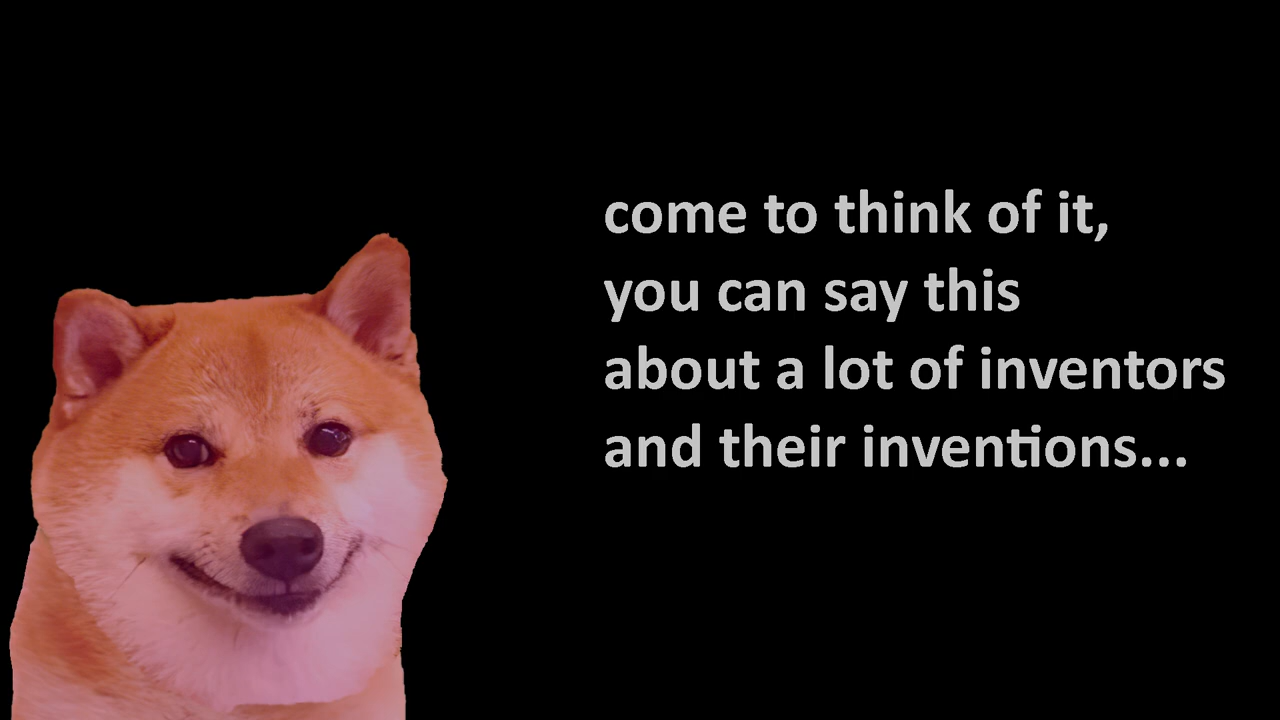 come to think of it,
you can say this
about a lot of inventors
and their inventions...